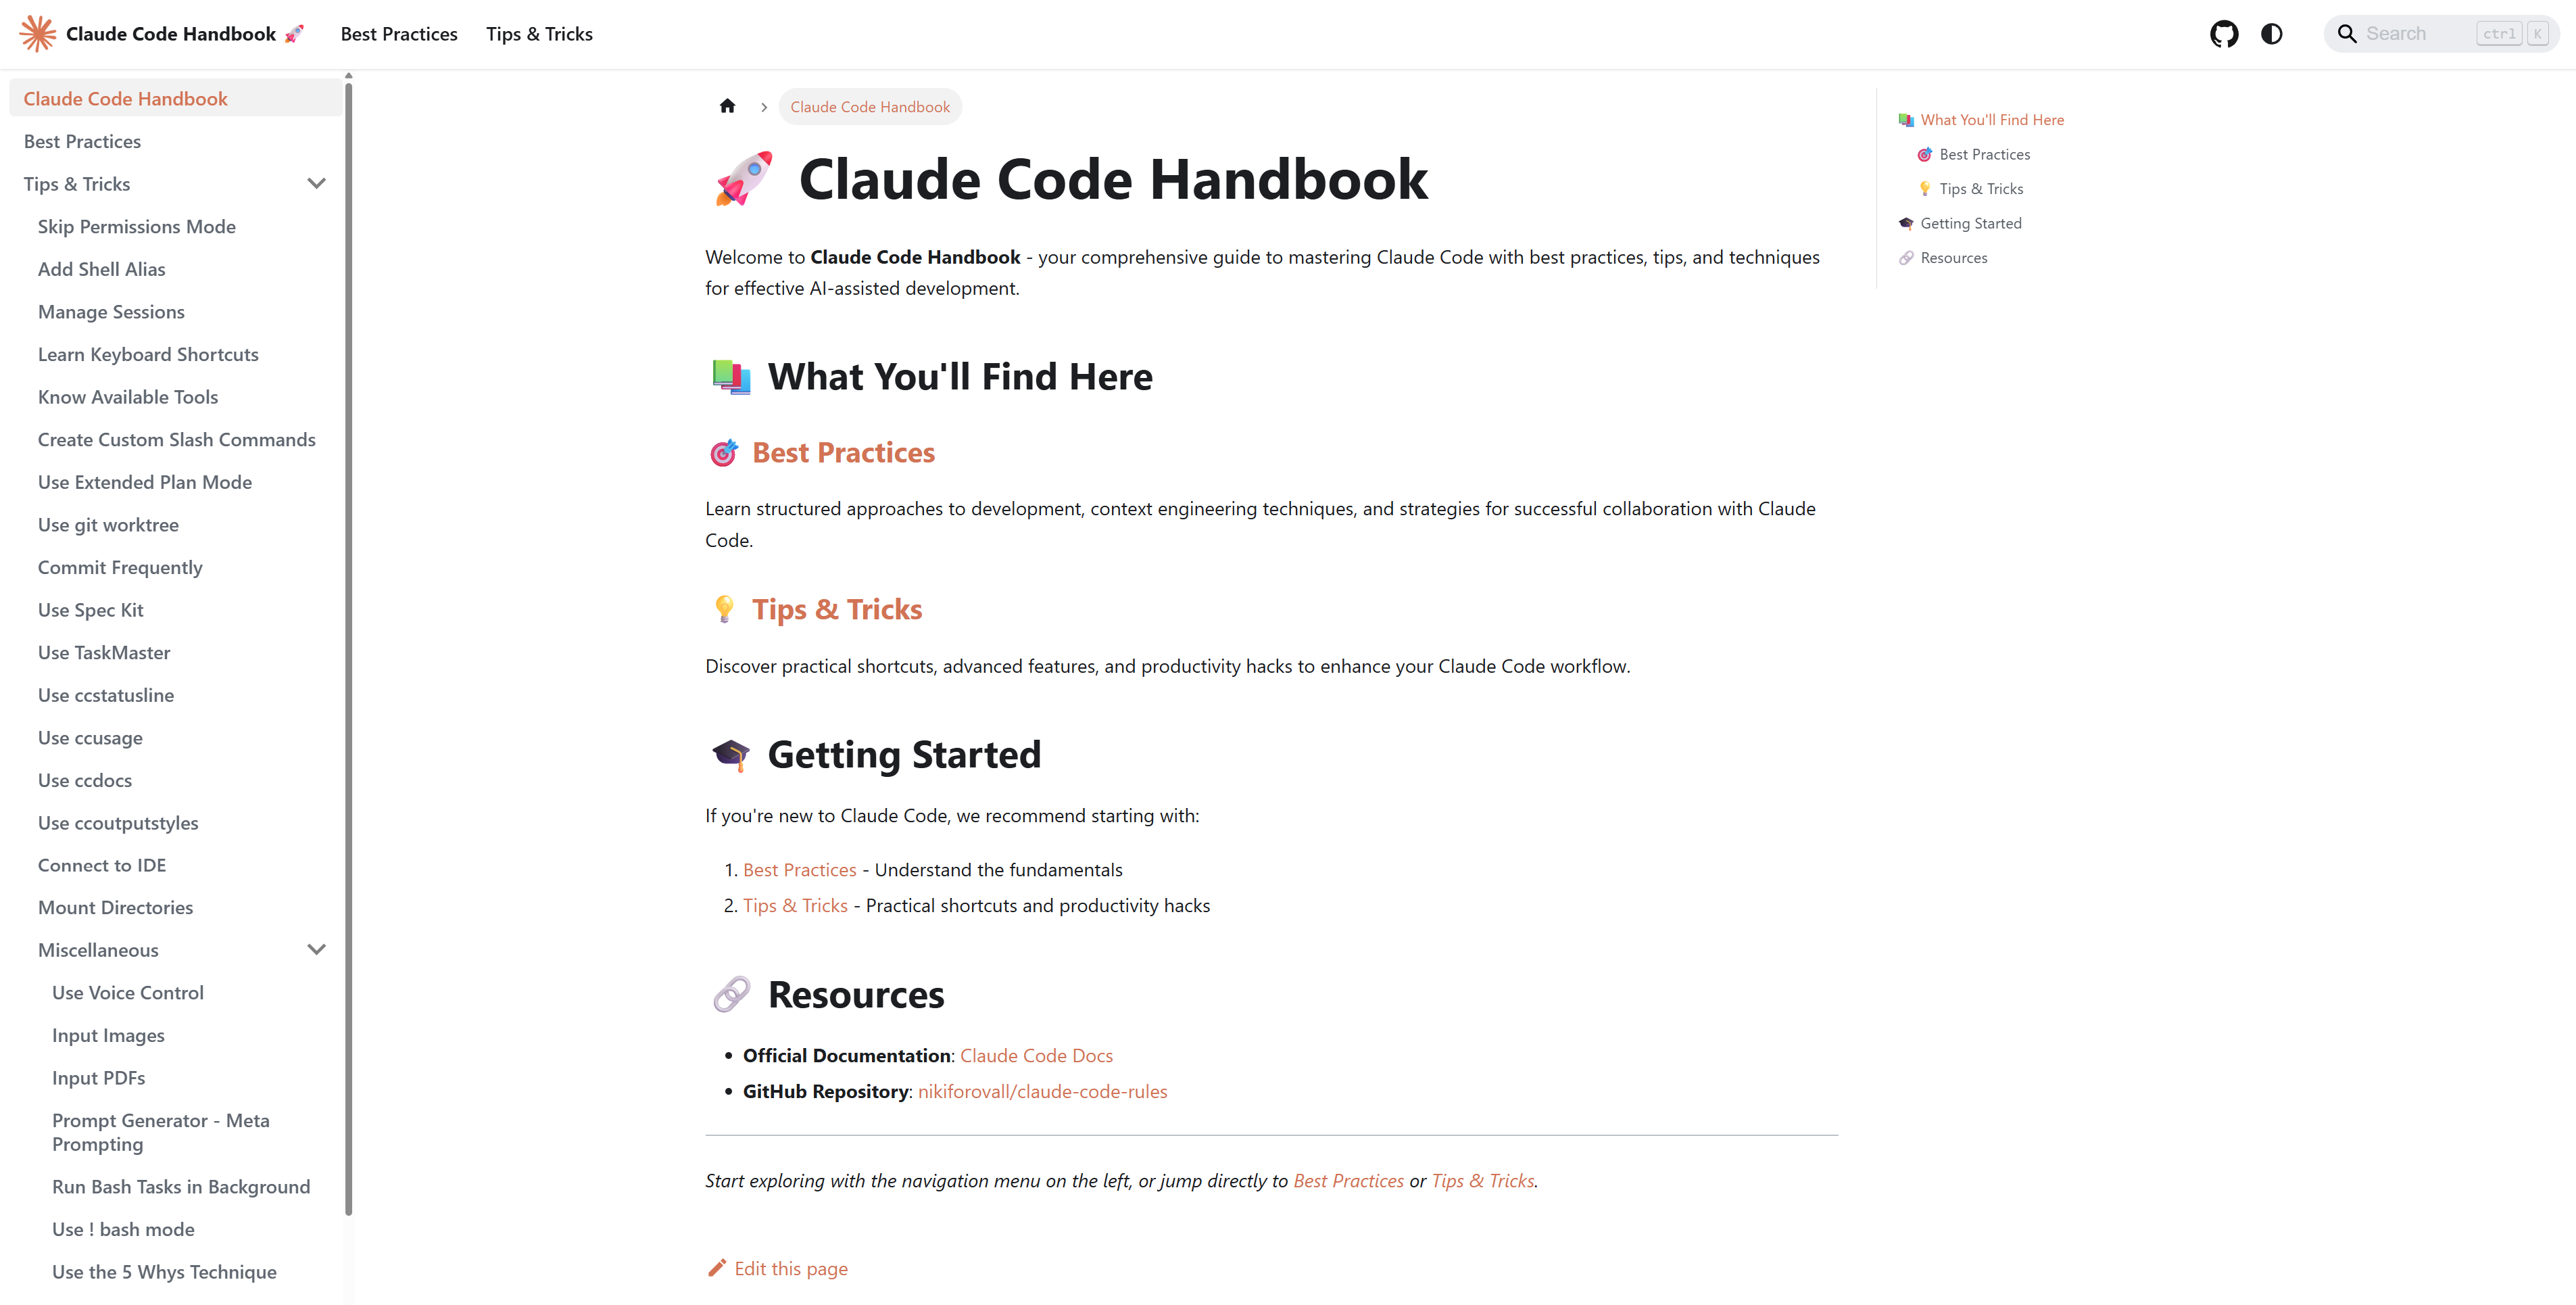 Claude Code Handbook 🚀
Best Practices
Tips & Tricks
Search
ctrl
K
Claude Code Handbook
Best Practices
Tips & Tricks
Skip Permissions Mode
Add Shell Alias
Manage Sessions
Learn Keyboard Shortcuts
Know Available Tools
Create Custom Slash Commands
Use Extended Plan Mode
Use git worktree
Commit Frequently
Use Spec Kit
Use TaskMaster
Use ccstatusline
Use ccusage
Use ccdocs
Use ccoutputstyles
Connect to IDE
Mount Directories
Miscellaneous
Use Voice Control
Input Images
Input PDFs
Prompt Generator - Meta
Prompting
Run Bash Tasks in Background
Use ! bash mode
Use the 5 Whys Technique
Claude Code Handbook
🚀 Claude Code Handbook
Welcome to Claude Code Handbook - your comprehensive guide to mastering Claude Code with best practices, tips, and techniques
for effective AI-assisted development.
📚 What You'll Find Here
🎯 Best Practices
Learn structured approaches to development, context engineering techniques, and strategies for successful collaboration with Claude
Code.
💡 Tips & Tricks
Discover practical shortcuts, advanced features, and productivity hacks to enhance your Claude Code workflow.
🎓 Getting Started
If you're new to Claude Code, we recommend starting with:
1. Best Practices - Understand the fundamentals
2. Tips & Tricks - Practical shortcuts and productivity hacks
🔗 Resources
• Official Documentation: Claude Code Docs
• GitHub Repository: nikiforovall/claude-code-rules
Start exploring with the navigation menu on the left, or jump directly to Best Practices or Tips & Tricks.
Edit this page
📚 What You'll Find Here
🎯 Best Practices
💡 Tips & Tricks
🎓 Getting Started
🔗 Resources